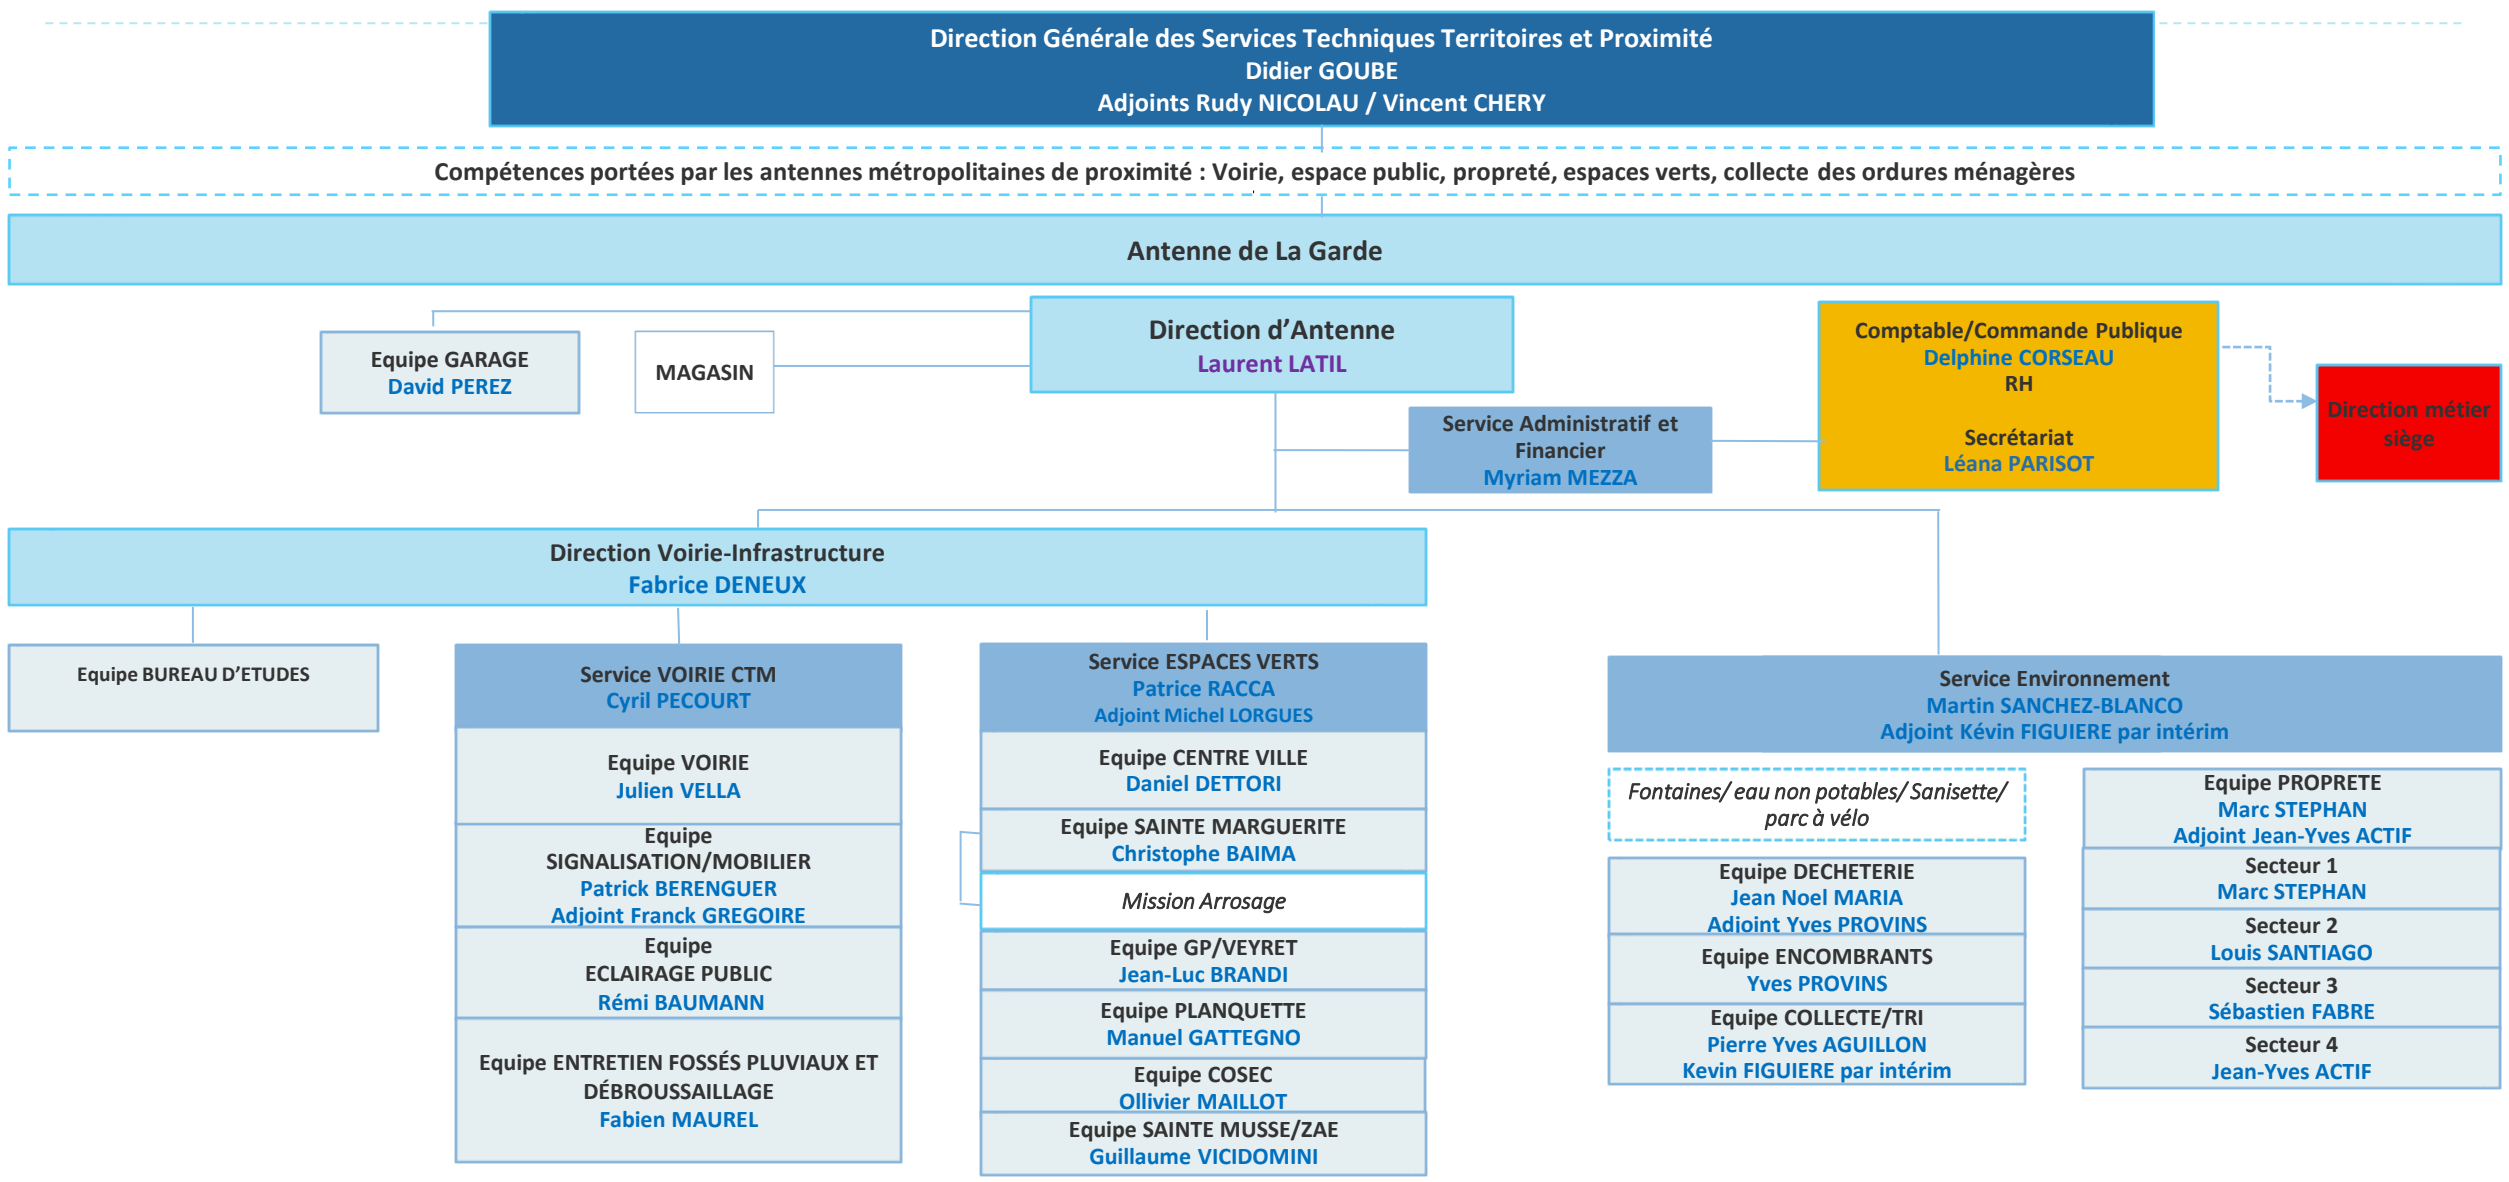 Direction Générale des Services Techniques Territoires et Proximité
Didier GOUBE
Adjoints Rudy NICOLAU / Vincent CHERY
Compétences portées par les antennes métropolitaines de proximité : Voirie, espace public, propreté, espaces verts, collecte des ordures ménagères
Antenne de La Garde
Equipe GARAGE
David PEREZ
MAGASIN
Direction d’Antenne
Laurent LATIL
Comptable/Commande Publique
Delphine CORSEAU
RH
Secrétariat
Léana PARISOT
Direction métier
siège
Service Administratif et
Financier
Myriam MEZZA
Direction Voirie-Infrastructure
Fabrice DENEUX
Equipe BUREAU D’ETUDES
Service VOIRIE CTM
Cyril PECOURT
Equipe VOIRIE
Julien VELLA
Equipe
SIGNALISATION/MOBILIER
Patrick BERENGUER
Adjoint Franck GREGOIRE
Equipe
ECLAIRAGE PUBLIC
Rémi BAUMANN
Equipe ENTRETIEN FOSSÉS PLUVIAUX ET
DÉBROUSSAILLAGE
Fabien MAUREL
Service ESPACES VERTS
Patrice RACCA
Adjoint Michel LORGUES
Equipe CENTRE VILLE
Daniel DETTORI
Equipe SAINTE MARGUERITE
Christophe BAIMA
Mission Arrosage
Equipe GP/VEYRET
Jean-Luc BRANDI
Equipe PLANQUETTE
Manuel GATTEGNO
Equipe COSEC
Ollivier MAILLOT
Equipe SAINTE MUSSE/ZAE
Guillaume VICIDOMINI
Service Environnement
Martin SANCHEZ-BLANCO
Adjoint Kévin FIGUIERE par intérim
Fontaines/ eau non potables/ Sanisette/
parc à vélo
Equipe DECHETERIE
Jean Noel MARIA
Adjoint Yves PROVINS
Equipe ENCOMBRANTS
Yves PROVINS
Equipe COLLECTE/TRI
Pierre Yves AGUILLON
Kevin FIGUIERE par intérim
Equipe PROPRETE
Marc STEPHAN
Adjoint Jean-Yves ACTIF
Secteur 1
Marc STEPHAN
Secteur 2
Louis SANTIAGO
Secteur 3
Sébastien FABRE
Secteur 4
Jean-Yves ACTIF